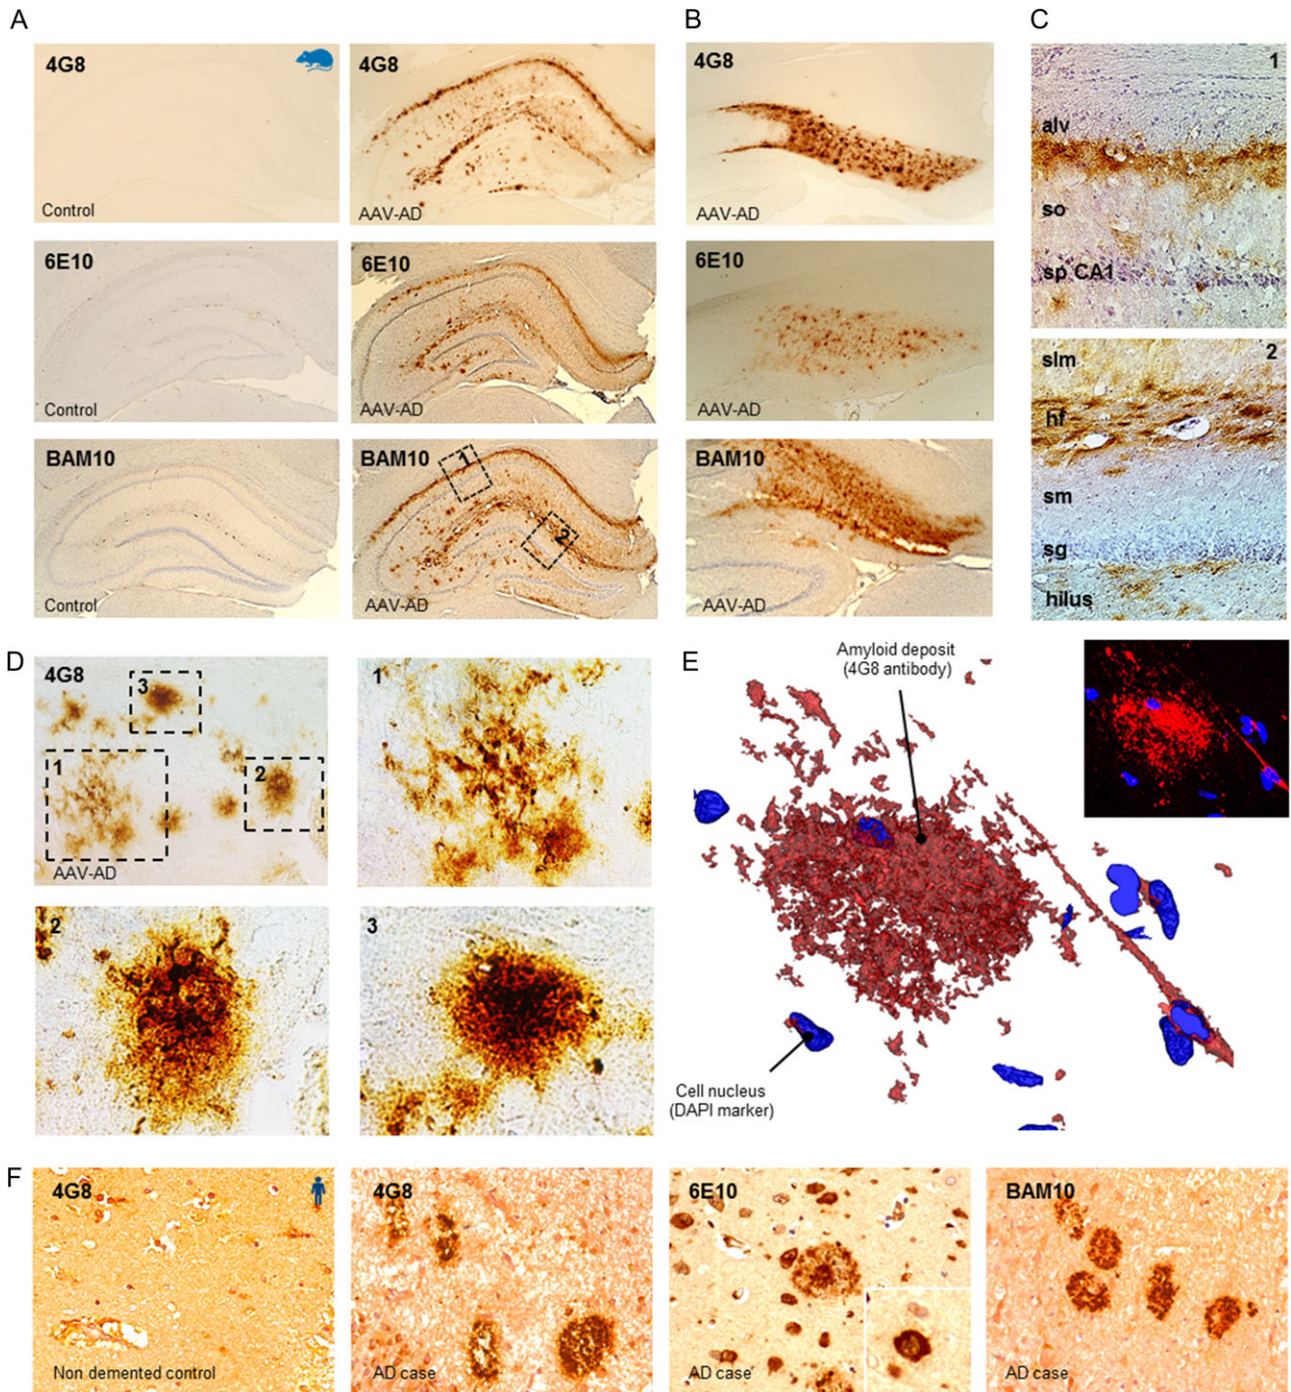 A
B
C
4G8
Control
4G8
AAV-AD
4G8
AAV-AD
1
alv
so
sp CA1
6E10
Control
6E10
AAV-AD
6E10
AAV-AD
2
slm
hf
sm
sg
hilus
BAM10
Control
BAM10
1
2
AAV-AD
BAM10
AAV-AD
D
4G8
3
1
2
AAV-AD
1
2
3
E
Amyloid deposit
(4G8 antibody)
Cell nucleus
(DAPI marker)
F
4G8
Non demented control
4G8
AD case
6E10
AD case
BAM10
AD case